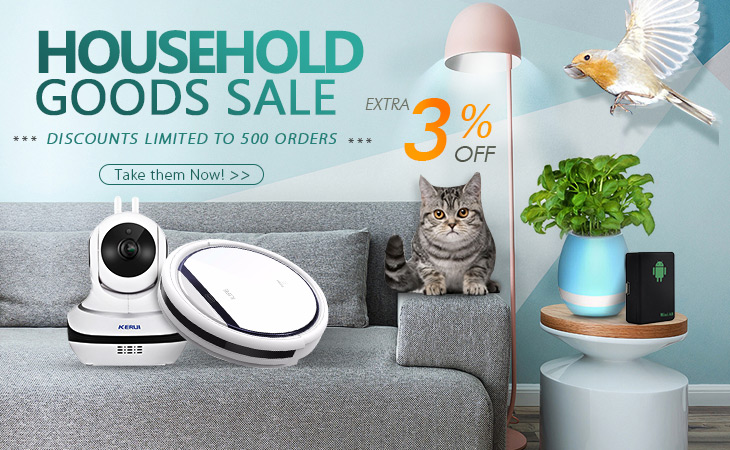 HOUSEHOLD
GOODS SALE
*** DISCOUNTS LIMITED TO 500 ORDERS ***
Take them Now! >>
EXTRA 3% OFF
KERUI